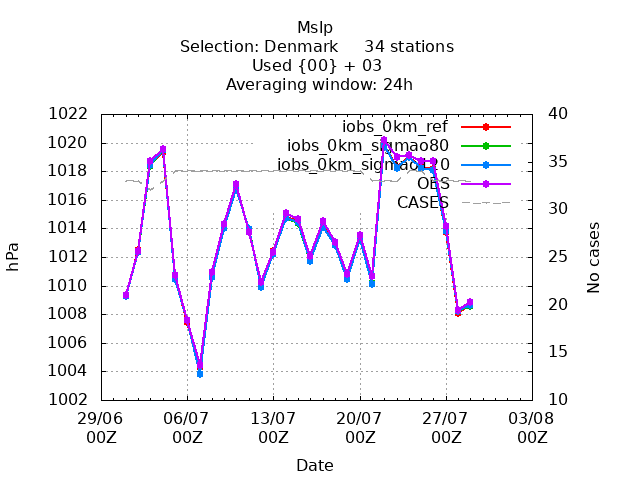 Mslp
Selection: Denmark 34 stations
Used {00} + 03
Averaging window: 24h
1022
1020
1018
1016
1014
1012
1010
1008
1006
1004
1002
hPa
40
35
30
25
20
15
10
No cases
iobs_0km_ref
iobs_0km_sigmao80
OBS
CASES
29/06 06/07 13/07 20/07 27/07 03/08
00Z 00Z 00Z 00Z 00Z 00Z
Date